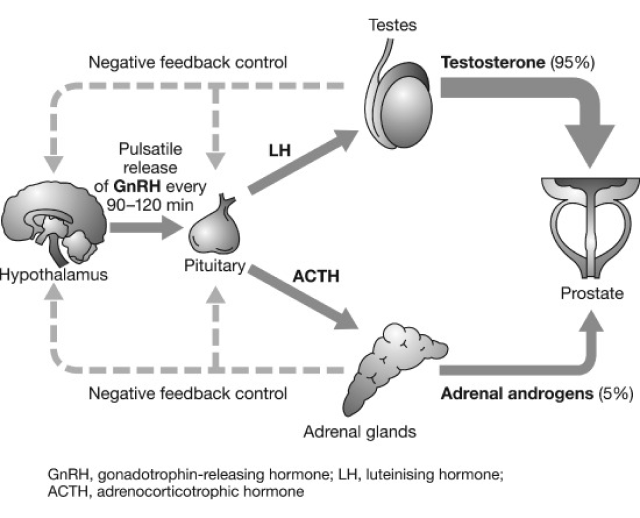 Testes
Negative feedback control
Testosterone (95%)
Pulsatile
release
of GnRH every
90–120 min
LH
Hypothalamus
Pituitary
ACTH
Prostate
Negative feedback control
Adrenal androgens (5%)
Adrenal glands
GnRH, gonadotrophin-releasing hormone; LH, luteinising hormone;
ACTH, adrenocorticotrophic hormone